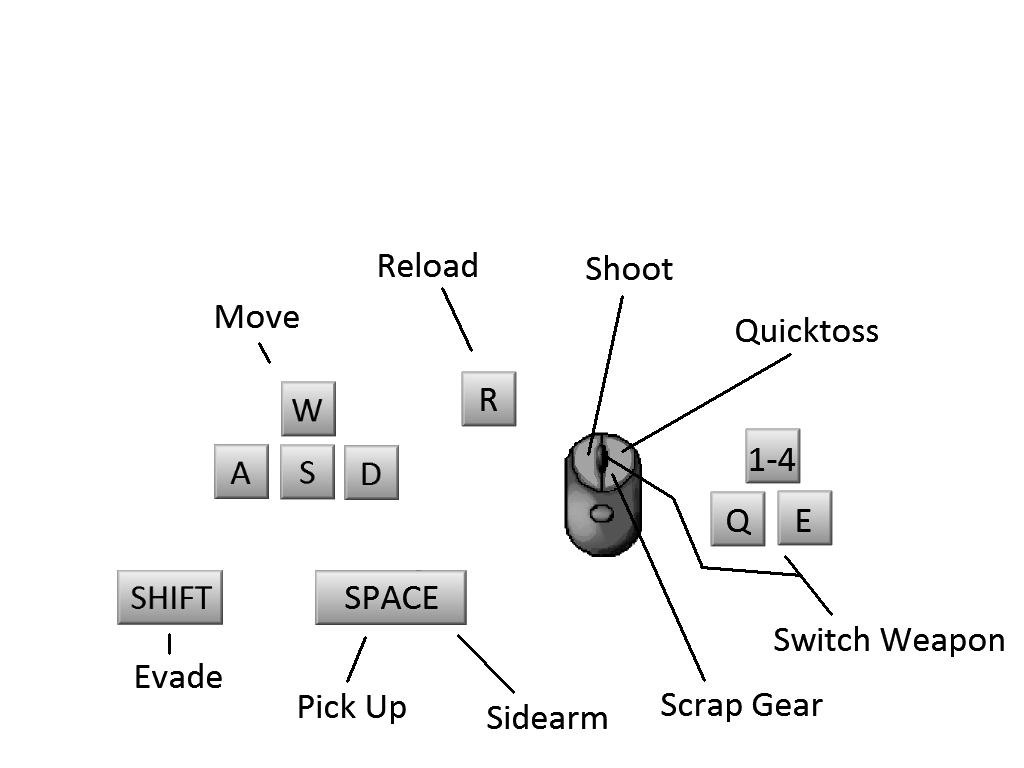 Reload
Shoot
Move
Quicktoss
W
R
A
S
D
1-4
Q
E
SHIFT
SPACE
Evade
Pick Up
Sidearm
Scrap Gear
Switch Weapon